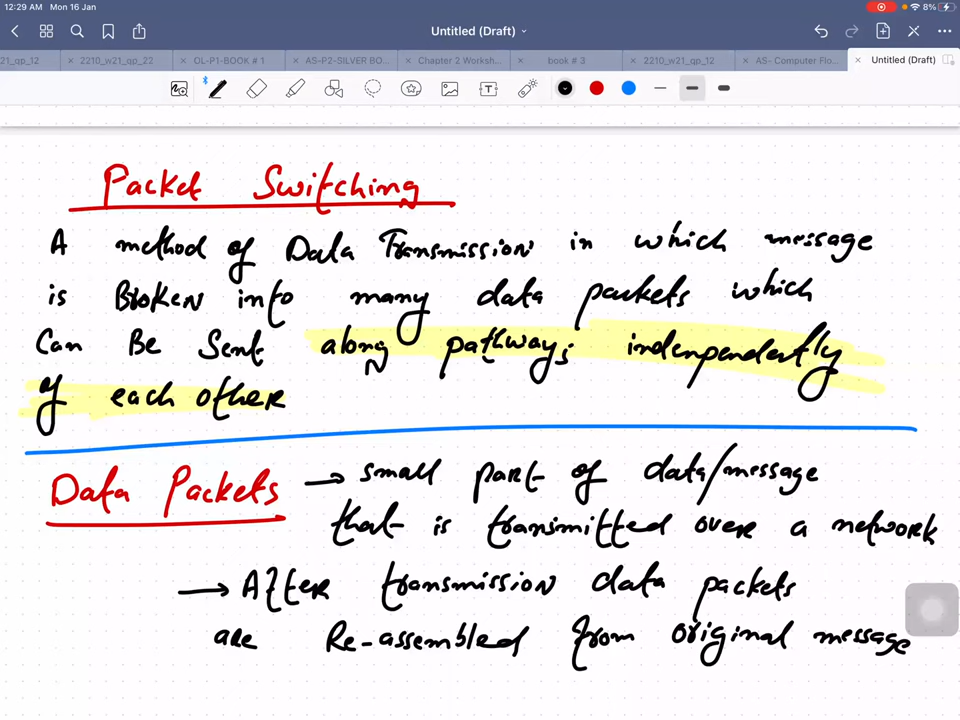 12:29 AM Mon 16 Jan
8%
Untitled (Draft)
21_qp_12
2210_w21_qp_22
OL-P1-BOOK # 1
AS-P2-SILVER BO...
Chapter 2 Worksh...
book # 3
2210_w21_qp_12
AS- Computer Flo...
Untitled (Draft)
Packet Switching
A method of Data Transmission in which message
is Broken into many data packets which
Can Be Sent along pathways independently
of each other
Data Packets → small part of data/message
that is transmitted over a network
→ After transmission data packets
are Re-assembled from original message